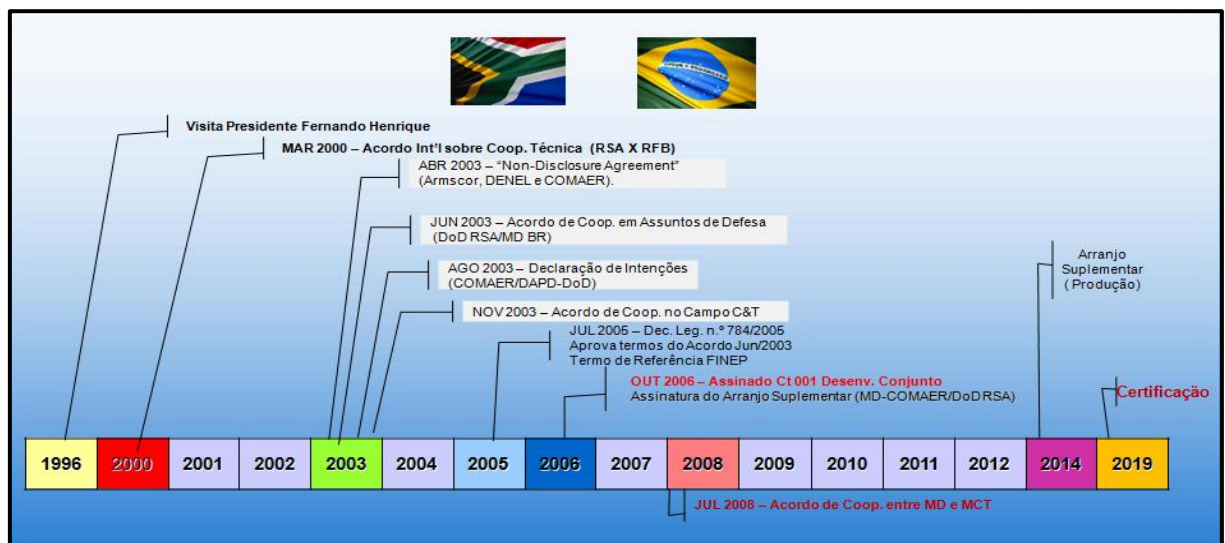 Visita Presidente Fernando Henrique
MAR 2000 – Acordo Int'l sobre Coop. Técnica (RSA X RFB)
ABR 2003 – “Non-Disclosure Agreement”
(Armscor, DENEL e COMAER).
JUN 2003 – Acordo de Coop. em Assuntos de Defesa
(DoD RSA/MD BR)
AGO 2003 – Declaração de Intenções
(COMAER/DAPD-DoD)
NOV 2003 – Acordo de Coop. no Campo C&T
JUL 2005 – Dec. Leg. n.º 784/2005
Aprova termos do Acordo Jun/2003
Termo de Referência FINEP
OUT 2006 – Assinado Ct 001 Desenv. Conjunto
Assinatura do Arranjo Suplementar (MD-COMAER/DoD RSA)
Arranjo
Suplementar
(Produção)
Certificação
1996 2000 2001 2002 2003 2004 2005 2006 2007 2008 2009 2010 2011 2012 2014 2019
JUL 2008 – Acordo de Coop. entre MD e MCT